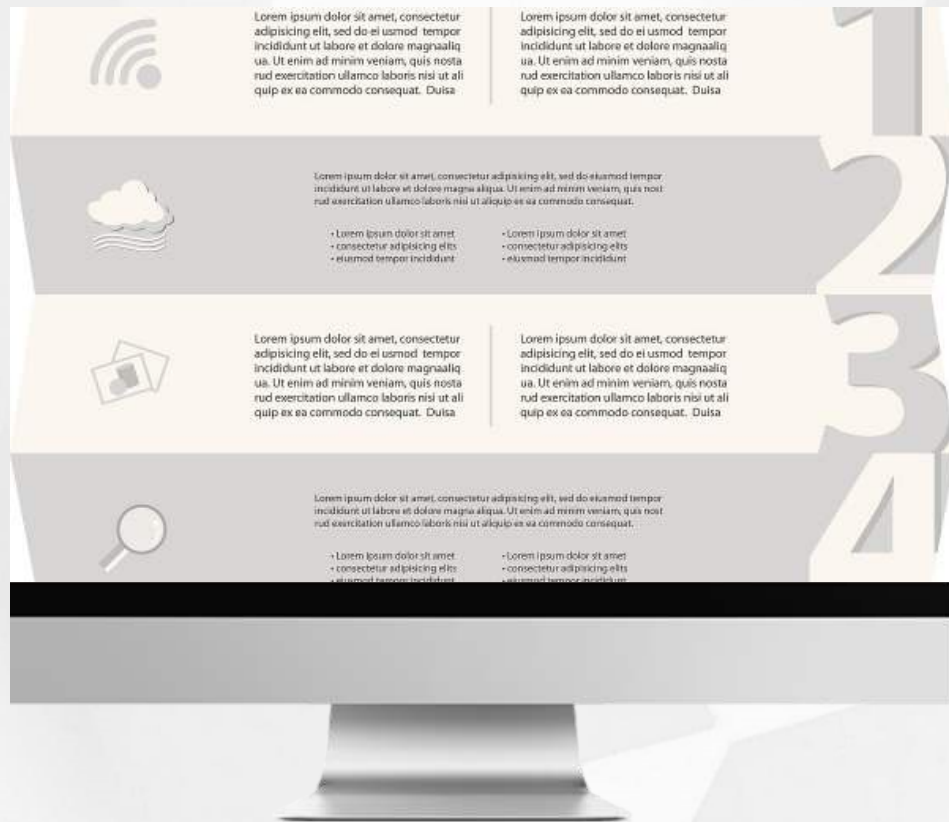 Lorem ipsum dolor sit amet, consectetur
adipisicing elit, sed do ei usmod tempor
incididunt ut labore et dolore magnaaliq
ua. Ut enim ad minim veniam, quis nosta
rud exercitation ullamco laboris nisi ut ali
quip ex ea commodo consequat. Duisa
Lorem ipsum dolor sit amet, consectetur
adipisicing elit, sed do ei usmod tempor
incididunt ut labore et dolore magnaaliq
ua. Ut enim ad minim veniam, quis nosta
rud exercitation ullamco laboris nisi ut ali
quip ex ea commodo consequat. Duisa
1
Lorem ipsum dolor sit amet, consectetur adipisicing elit, sed do eiusmod tempor
incididunt ut labore et dolore magna aliqua. Ut enim ad minim veniam, quis nost
rud exercitation ullamco laboris nisi ut aliquip ex ea commodo consequat.
• Lorem ipsum dolor sit amet
• consectetur adipisicing elits
• eiusmod tempor incididunt
• Lorem ipsum dolor sit amet
• consectetur adipisicing elits
• eiusmod tempor incididunt
2
Lorem ipsum dolor sit amet, consectetur
adipisicing elit, sed do ei usmod tempor
incididunt ut labore et dolore magnaaliq
ua. Ut enim ad minim veniam, quis nosta
rud exercitation ullamco laboris nisi ut ali
quip ex ea commodo consequat. Duisa
Lorem ipsum dolor sit amet, consectetur
adipisicing elit, sed do ei usmod tempor
incididunt ut labore et dolore magnaaliq
ua. Ut enim ad minim veniam, quis nosta
rud exercitation ullamco laboris nisi ut ali
quip ex ea commodo consequat. Duisa
3
Lorem ipsum dolor sit amet, consectetur adipisicing elit, sed do eiusmod tempor
incididunt ut labore et dolore magna aliqua. Ut enim ad minim veniam, quis nost
rud exercitation ullamco laboris nisi ut aliquip ex ea commodo consequat.
• Lorem ipsum dolor sit amet
• consectetur adipisicing elits
• eiusmod tempor incididunt
• Lorem ipsum dolor sit amet
• consectetur adipisicing elits
• eiusmod tempor incididunt
4